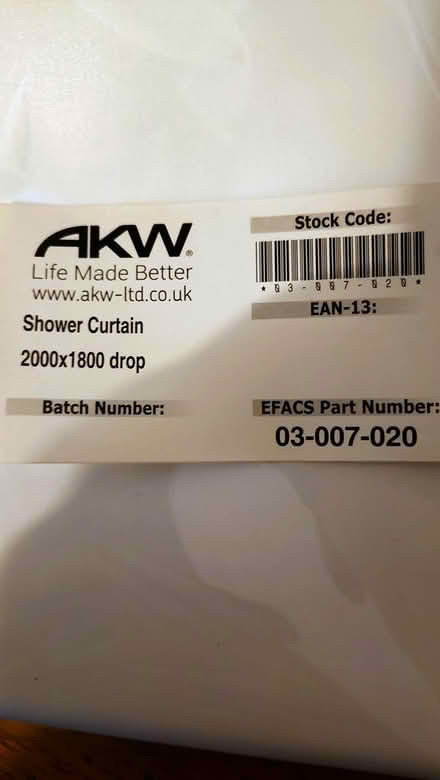 AKW®
Life Made Better
www.akw-ltd.co.uk
Shower Curtain
2000x1800 drop
Batch Number:
Stock Code:
*03-007-020*
EAN-13:
EFACS Part Number:
03-007-020